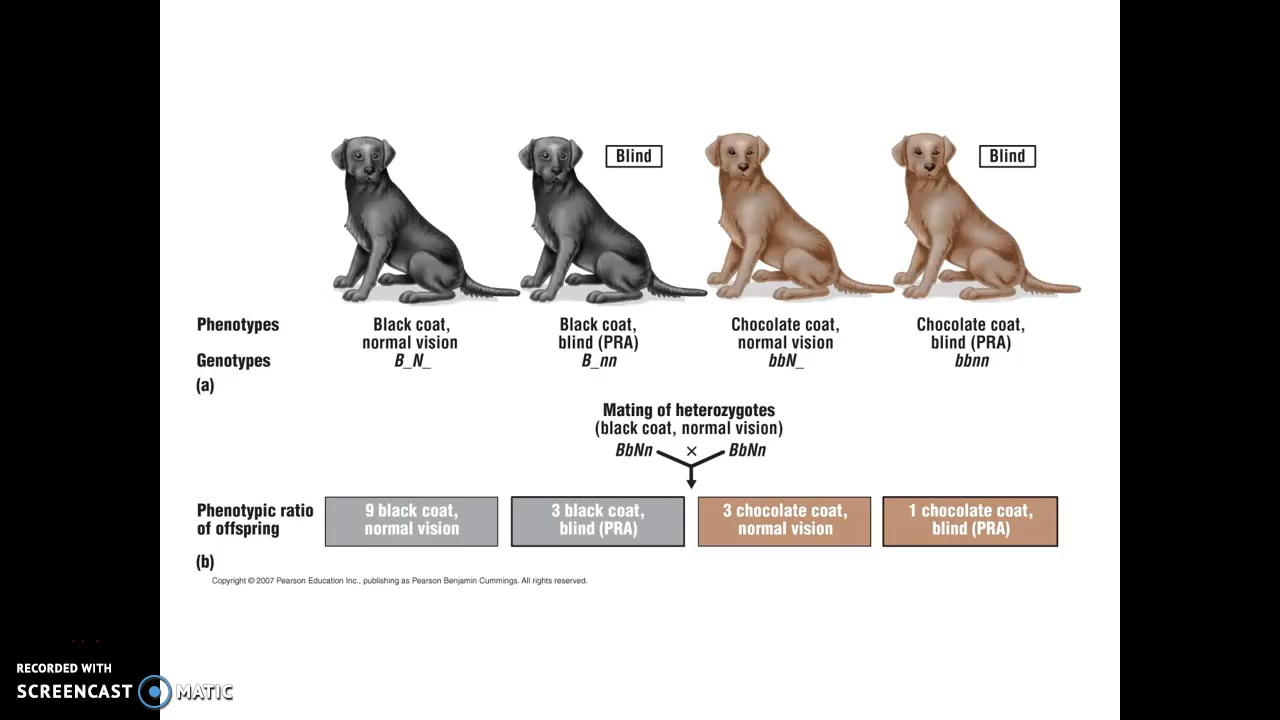 Blind
Blind
Phenotypes
Black coat,
normal vision
Black coat,
blind (PRA)
Chocolate coat,
normal vision
Chocolate coat,
blind (PRA)
Genotypes
B_N_
B_nn
bbN_
bbnn
(a)
Mating of heterozygotes
(black coat, normal vision)
BbNn × BbNn
Phenotypic ratio
of offspring
9 black coat,
normal vision
3 black coat,
blind (PRA)
3 chocolate coat,
normal vision
1 chocolate coat,
blind (PRA)
(b)
Copyright © 2007 Pearson Education Inc., publishing as Pearson Benjamin Cummings. All rights reserved.
RECORDED WITH
SCREENCAST MATIC